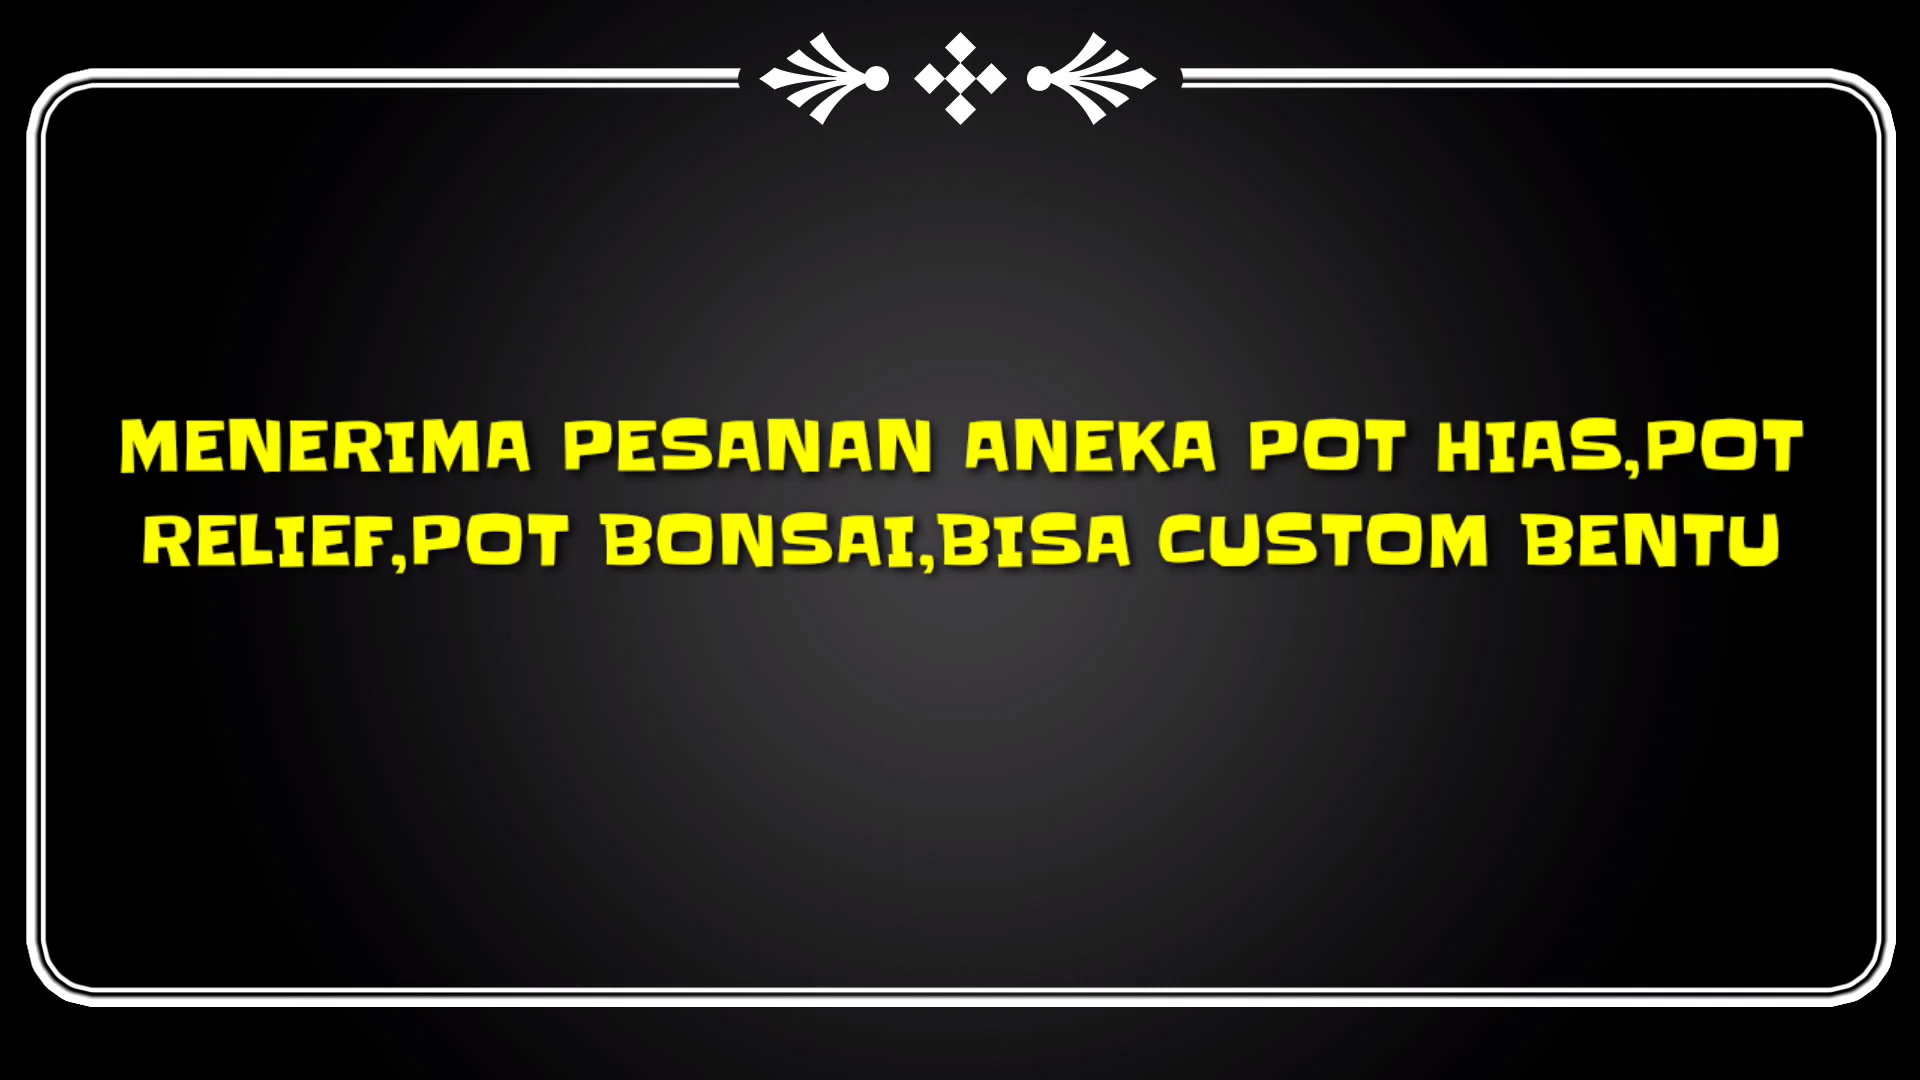 MENERIMA PESANAN ANEKA POT HIAS,POT
RELIEF,POT BONSAI,BISA CUSTOM BENTU